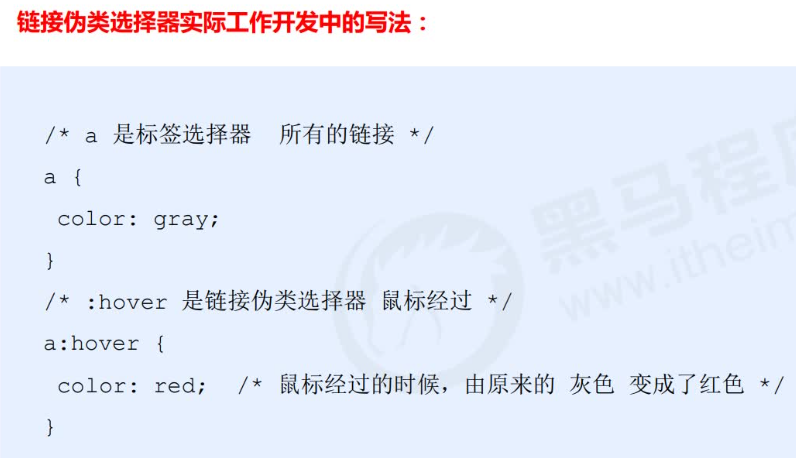 链接伪类选择器实际工作开发中的写法：
/* a 是标签选择器 所有的链接 */
a {
color: gray;
}
/* :hover 是链接伪类选择器 鼠标经过 */
a:hover {
color: red; /* 鼠标经过的时候，由原来的 灰色 变成了红色 */
}
黑马程
www.itheim